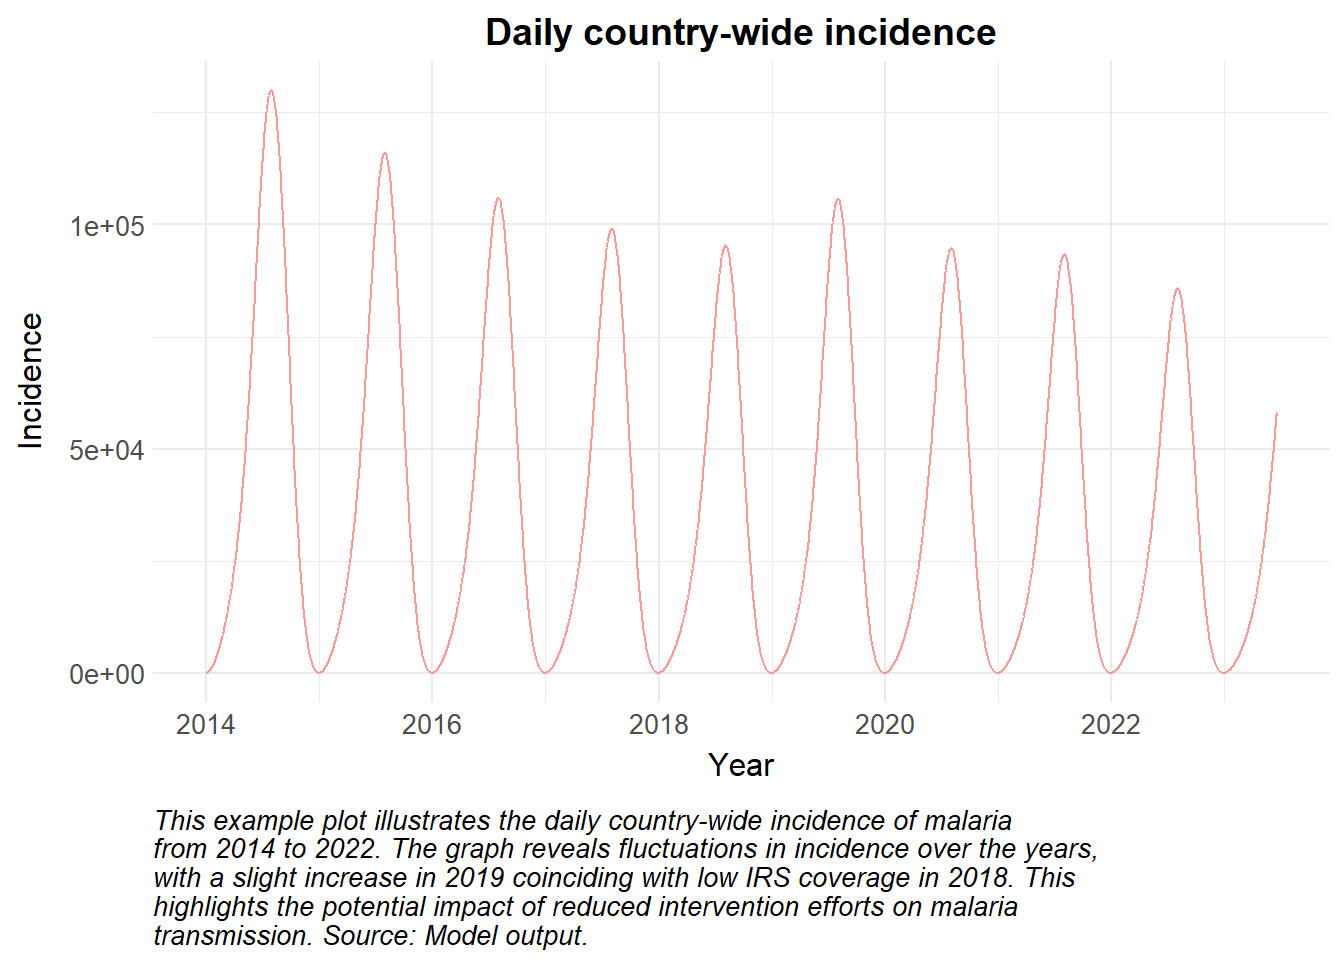 Daily country-wide incidence
Incidence
1e+05
5e+04
0e+00
2014 2016 2018 2020 2022
Year
This example plot illustrates the daily country-wide incidence of malaria
from 2014 to 2022. The graph reveals fluctuations in incidence over the years,
with a slight increase in 2019 coinciding with low IRS coverage in 2018. This
highlights the potential impact of reduced intervention efforts on malaria
transmission. Source: Model output.